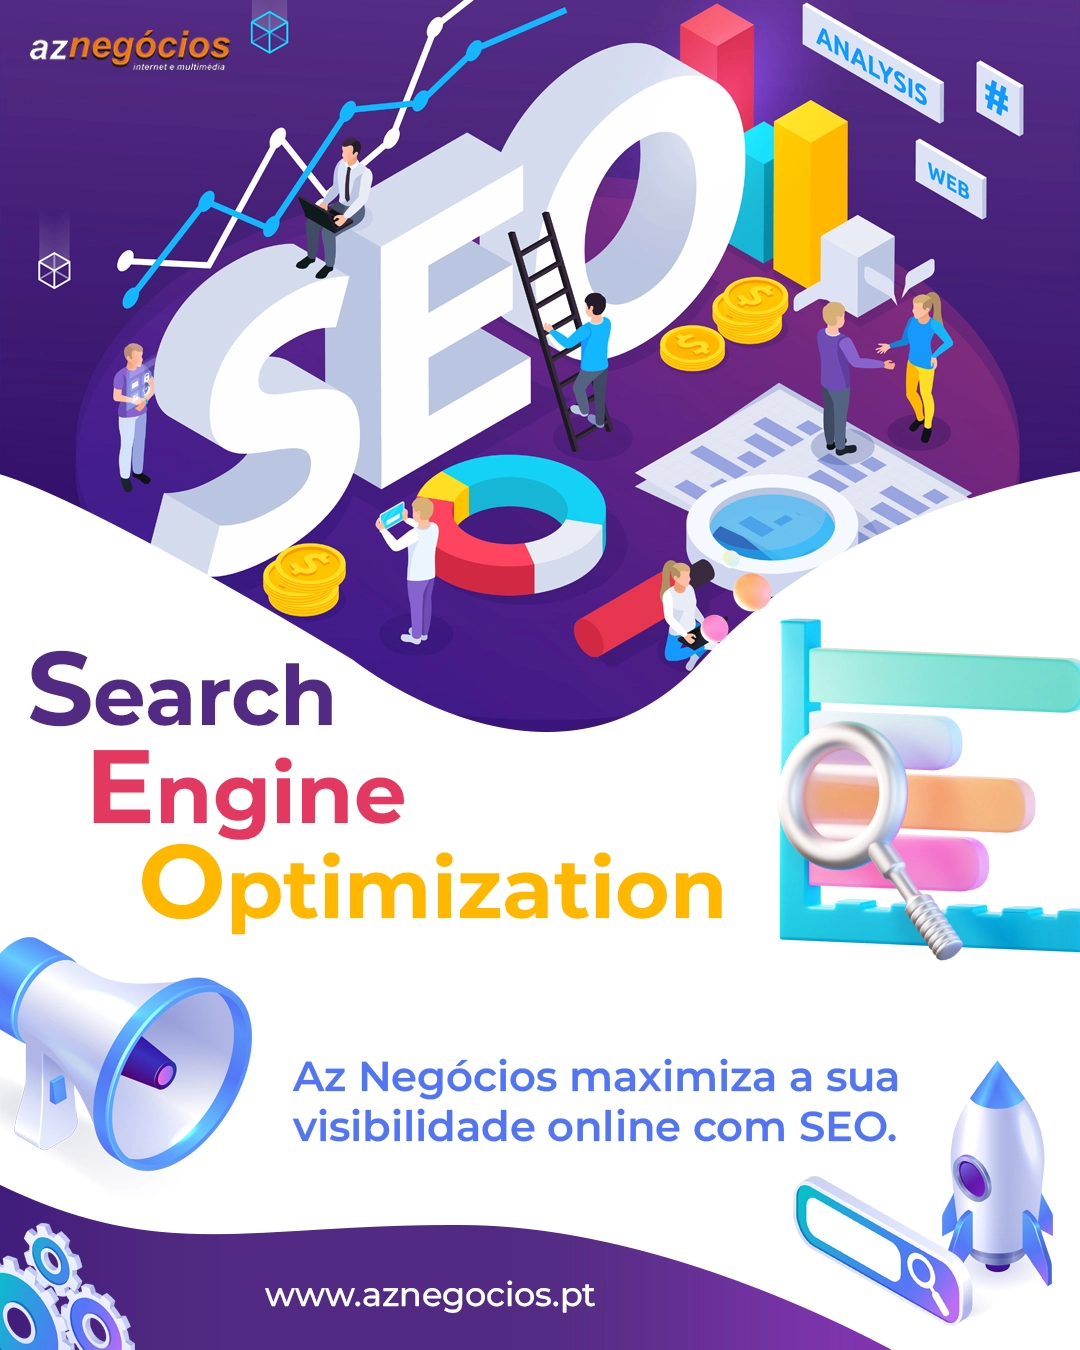 aznegócios
internet e multimédia
ANALYSIS
#
WEB
SEO
$
$
$
Search
Engine
Optimization
Az Negócios maximiza a sua
visibilidade online com SEO.
www.aznegocios.pt